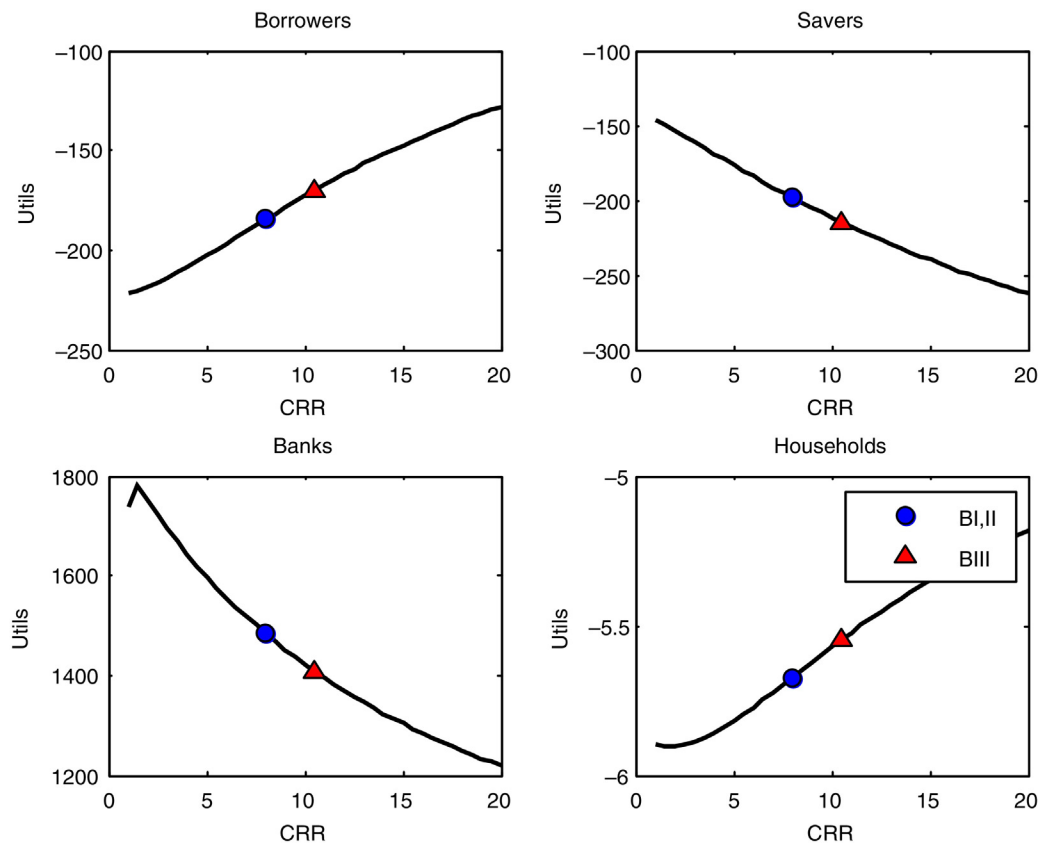 Borrowers
–100
–150
–200
–250
Utils
0
5
10
15
20
CRR
Savers
–100
–150
–200
–250
–300
Utils
0
5
10
15
20
CRR
Banks
1800
1600
1400
1200
Utils
0
5
10
15
20
CRR
Households
–5
–5.5
–6
Utils
BI,II
BIII
0
5
10
15
20
CRR